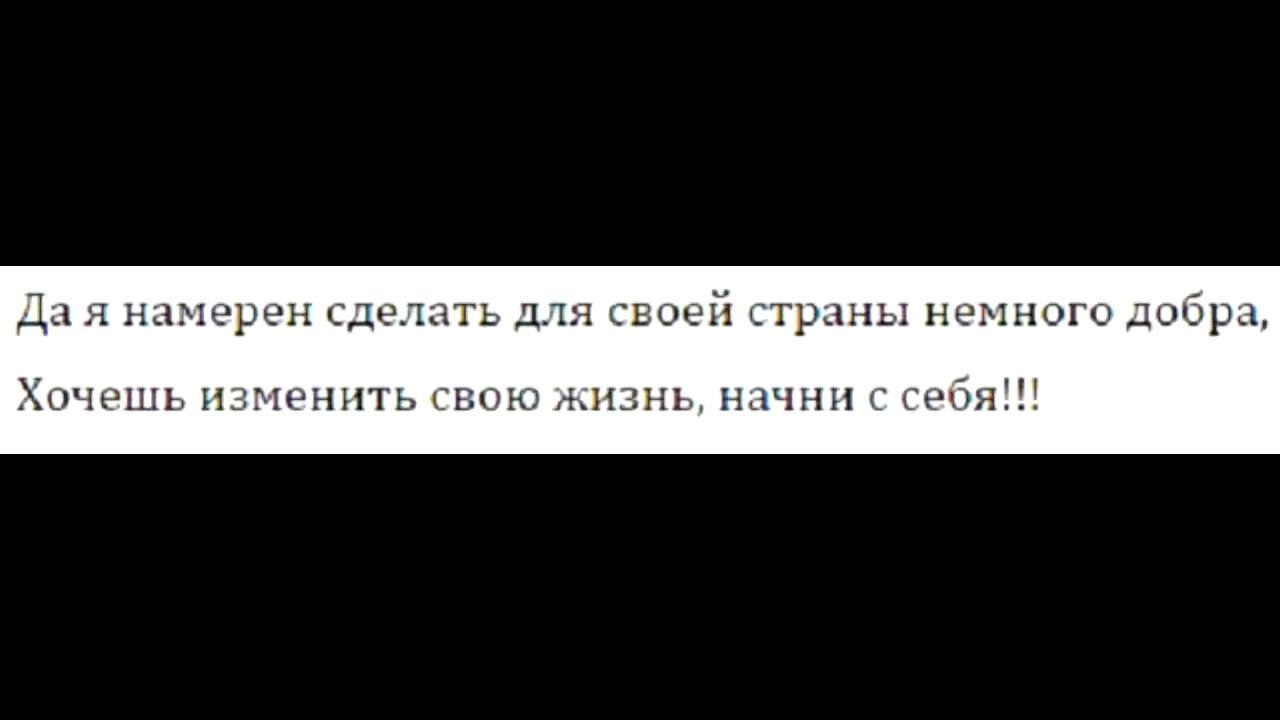 Да я намерен сделать для своей страны немного добра,
Хочешь изменить свою жизнь, начни с себя!!!